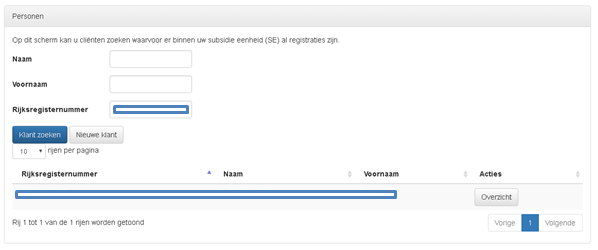 Personen
Op dit scherm kan u cliënten zoeken waarvoor er binnen uw subsidie eenheid (SE) al registraties zijn.
Naam
Voornaam
Rijksregisternummer
Klant zoeken Nieuwe klant
10 rijen per pagina
Rijksregisternummer Naam Voornaam Acties
Overzicht
Rij 1 tot 1 van de 1 rijen worden getoond
Vorige 1 Volgende